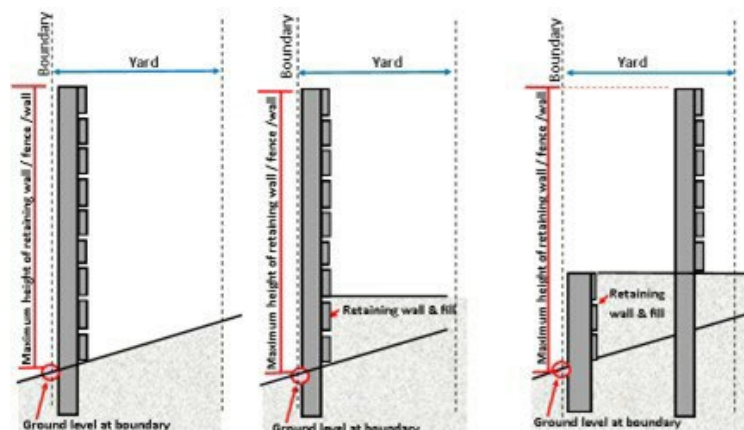 Boundary
Yard
Maximum height of retaining wall / fence /wall
Ground level at boundary
Boundary
Yard
Maximum height of retaining wall / fence / wall
Retaining wall & fill
Ground level at boundary
Boundary
Yard
Maximum height of retaining wall / fence / wall
Retaining
wall & fill
Ground level at boundary